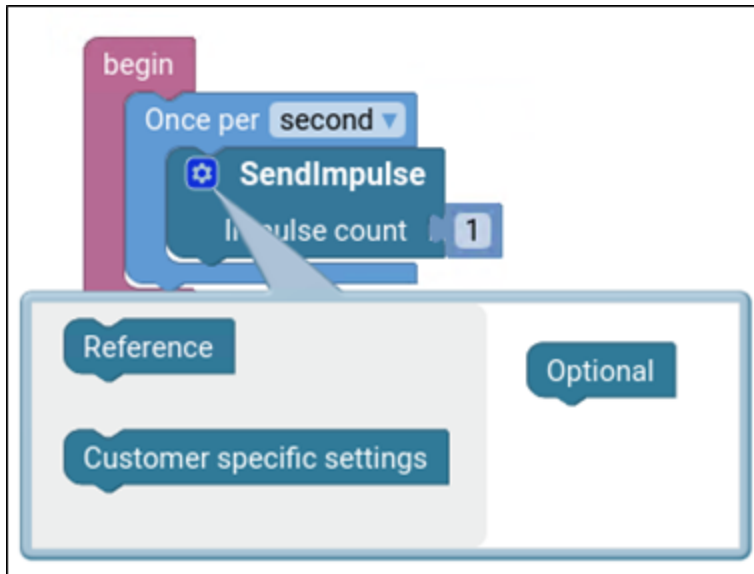 begin
Once per second
SendImpulse
Impulse count 1
Reference
Optional
Customer specific settings